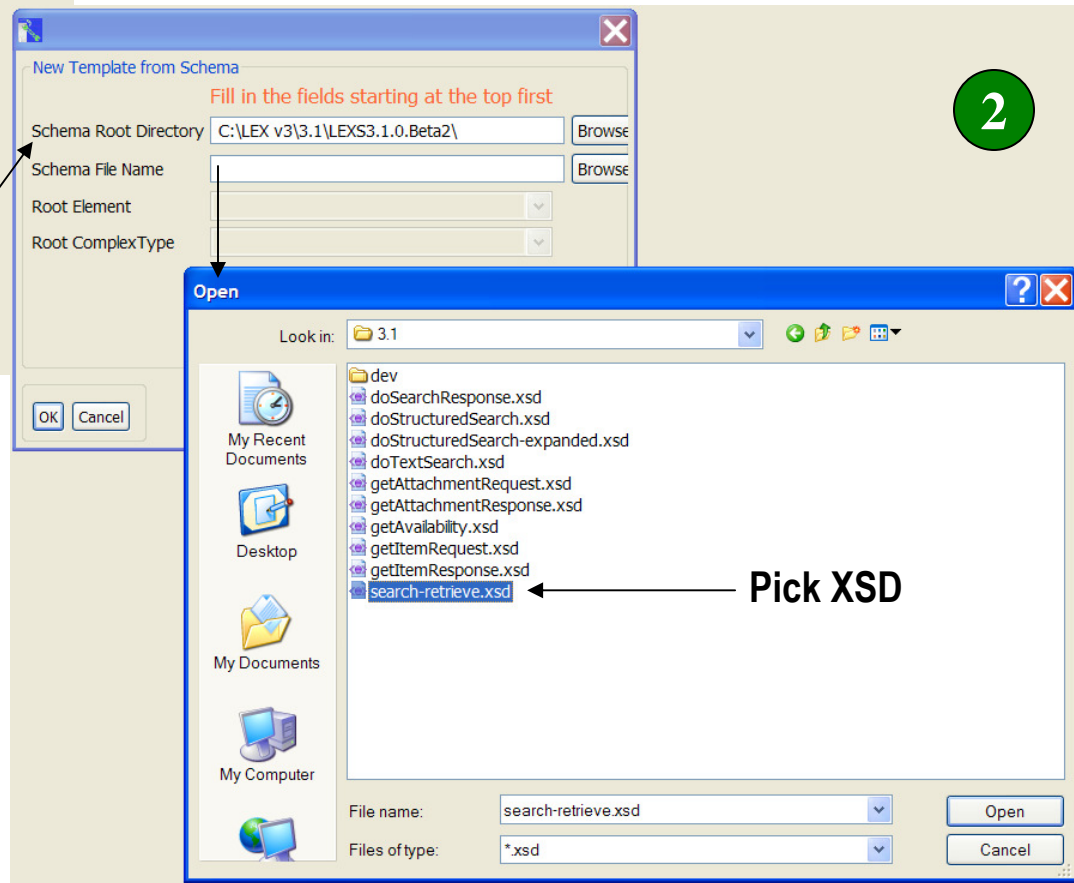 New Template from Schema
Fill in the fields starting at the top first
Schema Root Directory C:\LEX v3\3.1\LEXS3.1.0.Beta2\ Browse
Schema File Name Browse
Root Element
Root ComplexType
OK Cancel
2
Open
Look in: 3.1
My Recent Documents
Desktop
My Documents
My Computer
dev
doSearchResponse.xsd
doStructuredSearch.xsd
doStructuredSearch-expanded.xsd
doTextSearch.xsd
getAttachmentRequest.xsd
getAttachmentResponse.xsd
getAvailability.xsd
getItemRequest.xsd
getItemResponse.xsd
search-retrieve.xsd
Pick XSD
File name: search-retrieve.xsd Open
Files of type: *.xsd Cancel